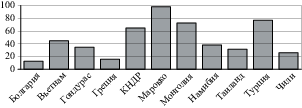 100
80
60
40
20
0
Болгария
Вьетнам
Гондурас
Греция
КНДР
Марокко
Монголия
Намибия
Таиланд
Турция
Чили